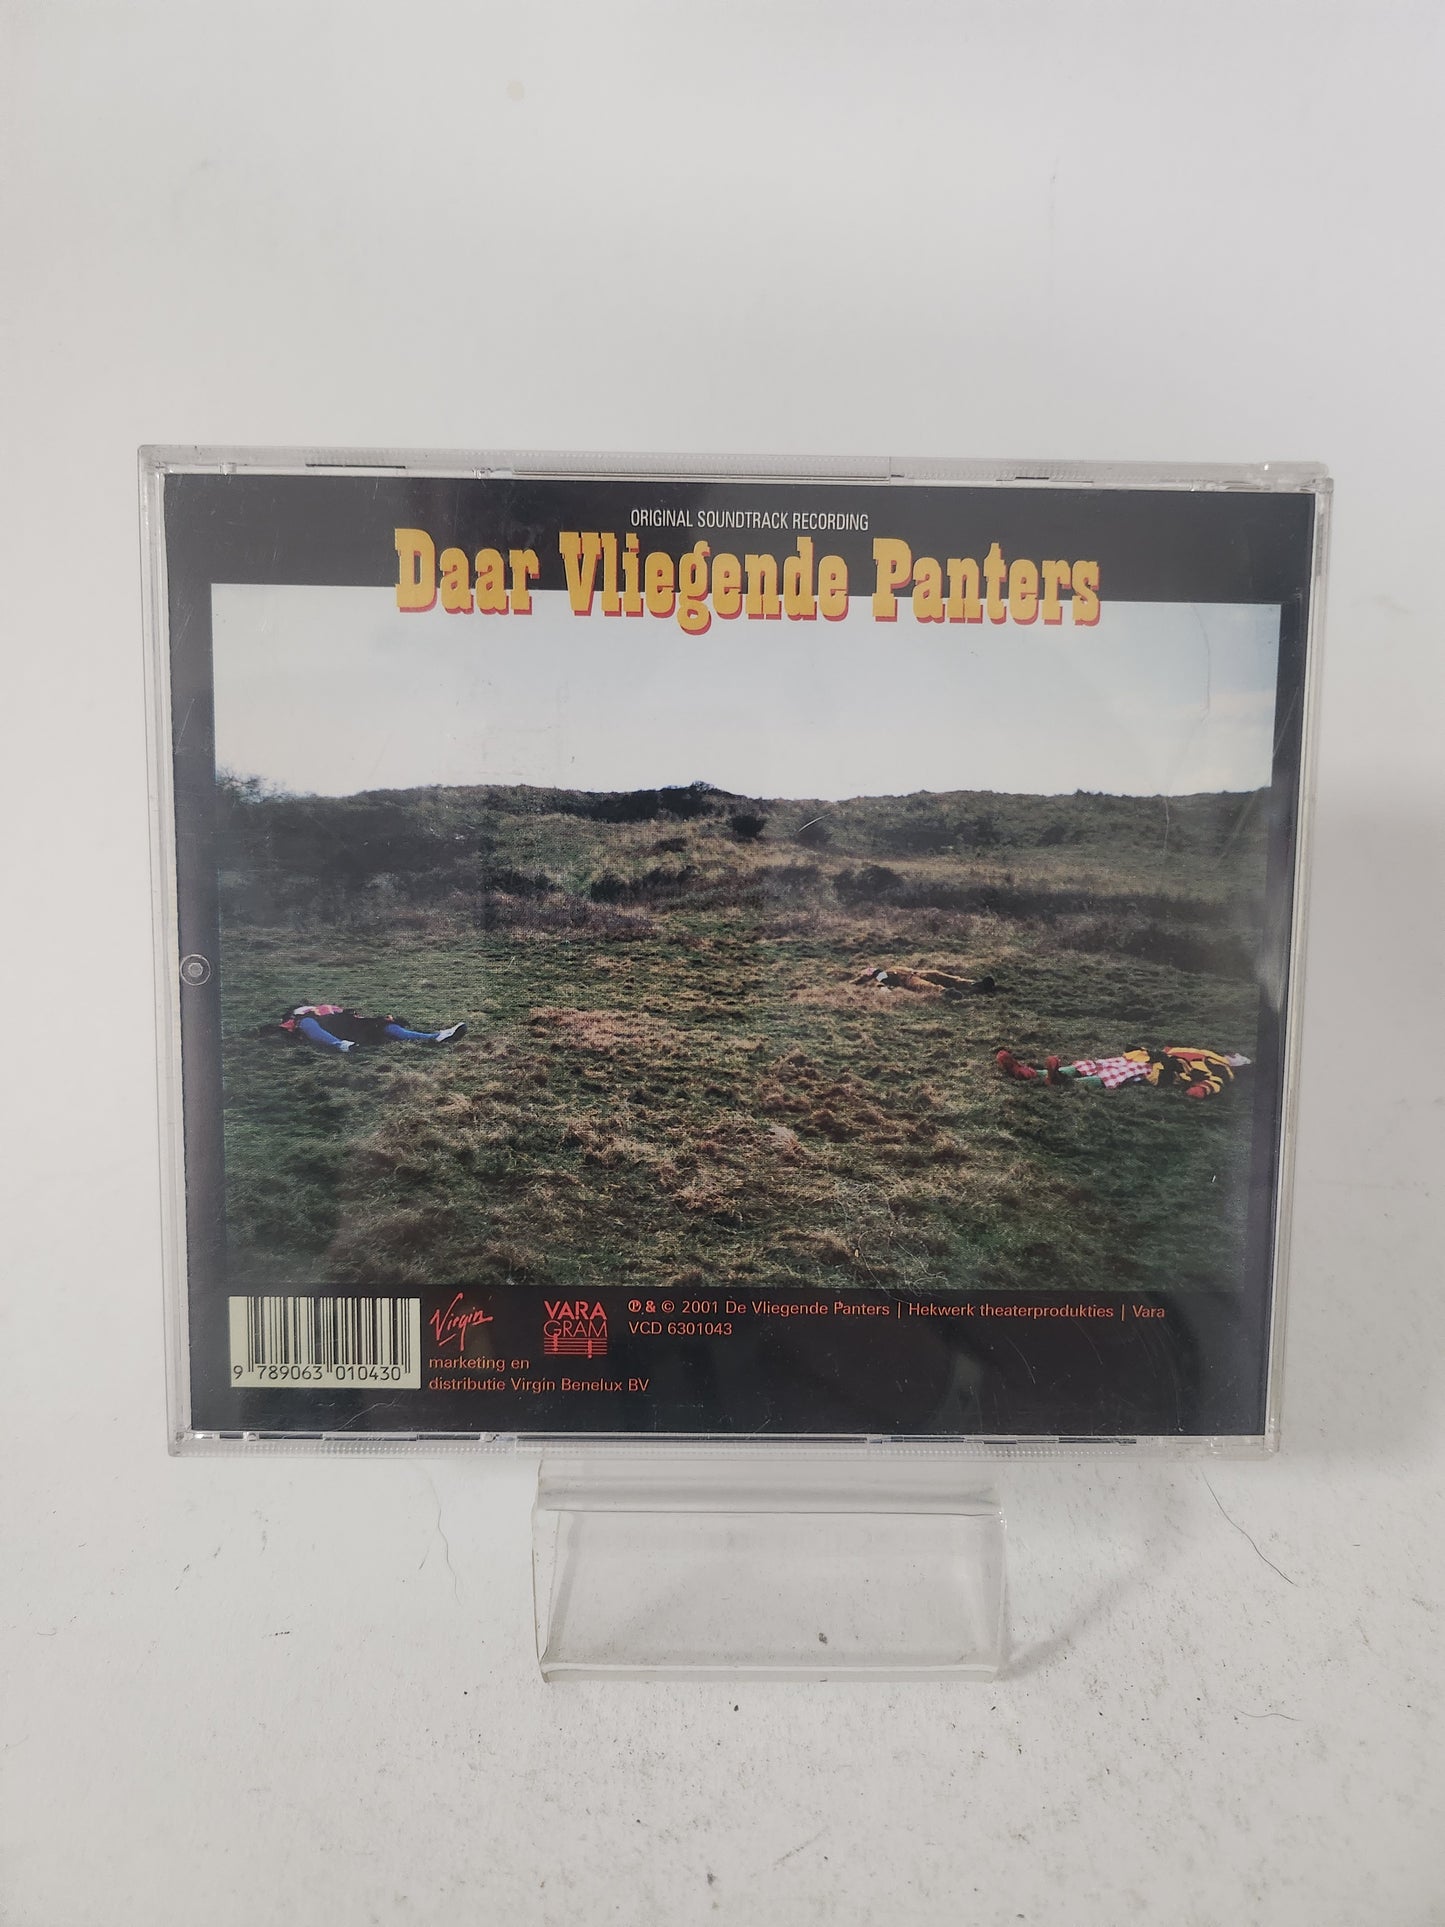 ORIGINAL SOUNDTRACK RECORDING
Daar Vliegende Panters
9 789063 010430
Virgin
marketing en
distributie Virgin Benelux BV
VARA
GRAM
℗ & © 2001 De Vliegende Panters | Hekwerk theaterprodukties | Vara
VCD 6301043